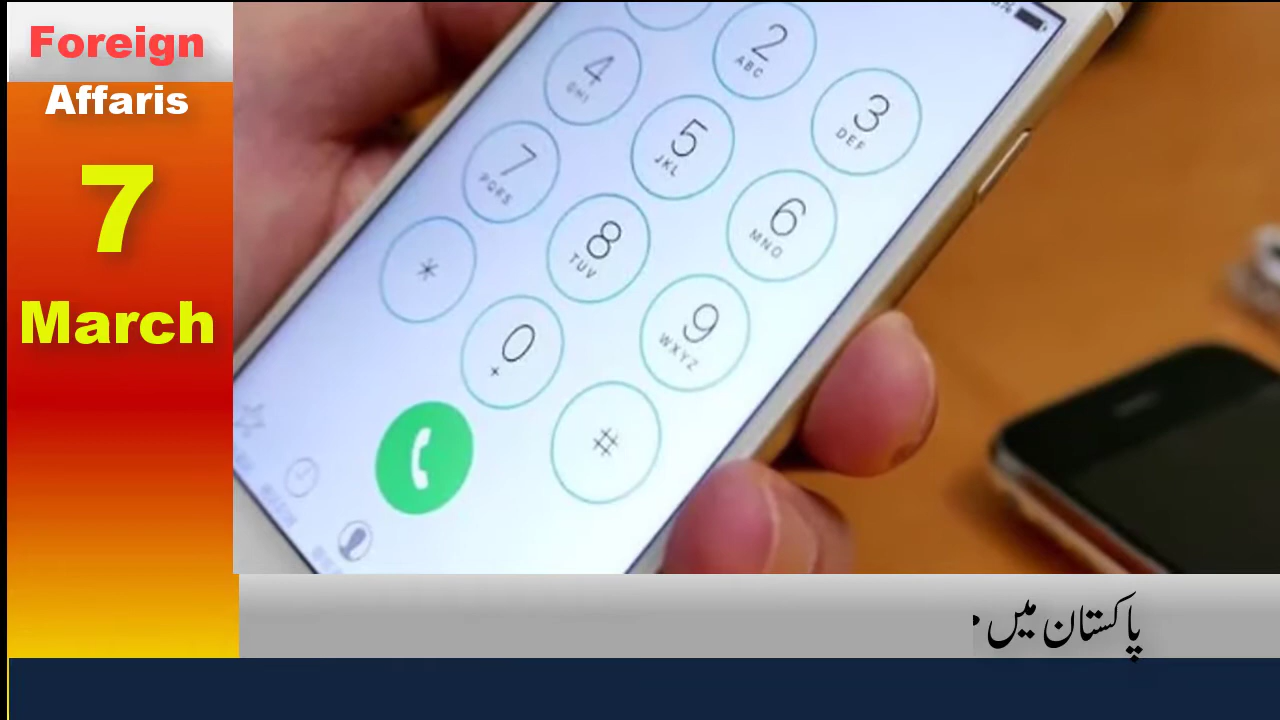 Foreign
Affaris
7
March
2
ABC
3
DEF
4
GHI
5
JKL
6
MNO
7
PQRS
8
TUV
9
WXYZ
*
0
+
#
پاکستان میں